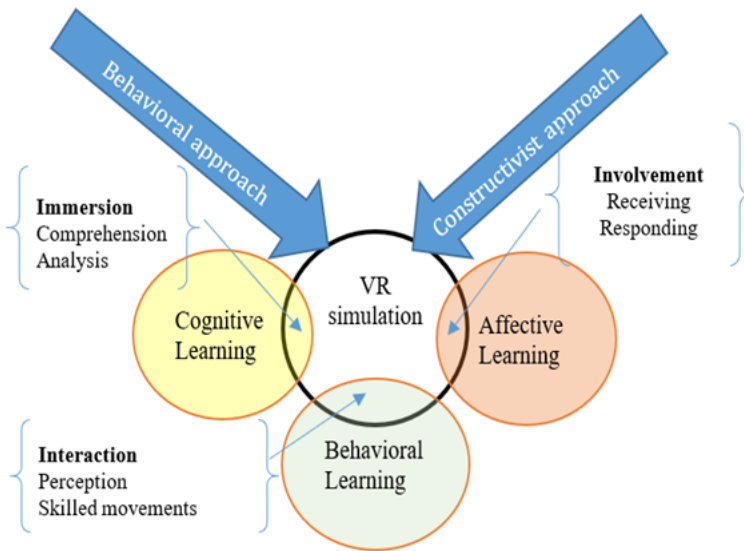 Behavioral approach
Constructivist approach
Immersion
Comprehension
Analysis
Involvement
Receiving
Responding
VR
simulation
Cognitive
Learning
Affective
Learning
Interaction
Perception
Skilled movements
Behavioral
Learning